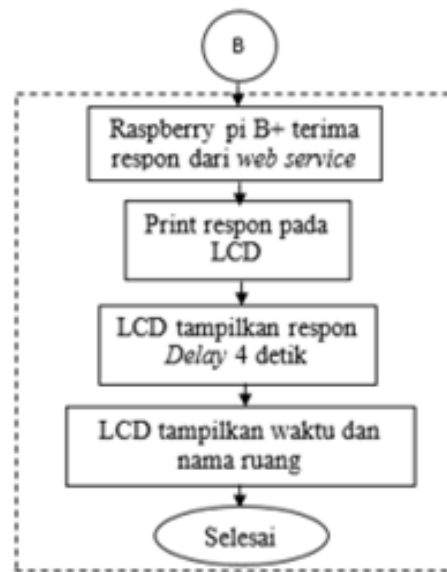 B
Raspberry pi B+ terima
respon dari web service
Print respon pada
LCD
LCD tampilkan respon
Delay 4 detik
LCD tampilkan waktu dan
nama ruang
Selesai